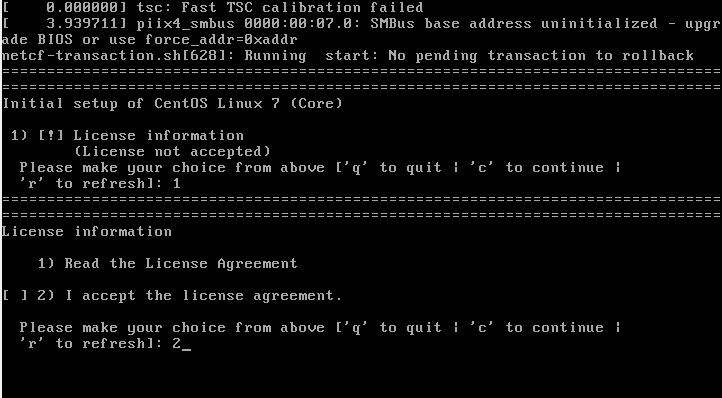 [    0.000000] tsc: Fast TSC calibration failed
[    3.939711] piix4_smbus 0000:00:07.0: SMBus base address uninitialized - upgr
ade BIOS or use force_addr=0xaddr
netcf-transaction.sh[628]: Running  start: No pending transaction to rollback
================================================================================
================================================================================
Initial setup of CentOS Linux 7 (Core)
 1) [!] License information
        (License not accepted)
  Please make your choice from above ['q' to quit | 'c' to continue |
  'r' to refresh]: 1
================================================================================
================================================================================
License information
    1) Read the License Agreement
[ ] 2) I accept the license agreement.
  Please make your choice from above ['q' to quit | 'c' to continue |
  'r' to refresh]: 2_